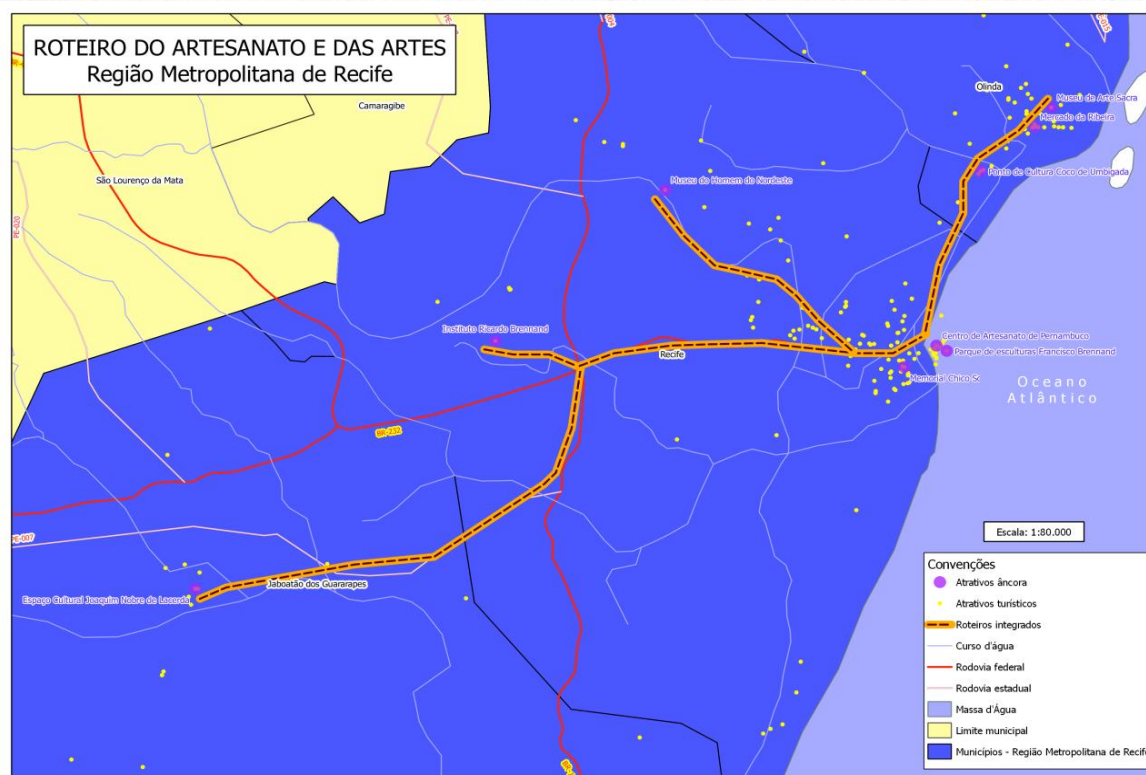 ROTEIRO DO ARTESANATO E DAS ARTES
Região Metropolitana de Recife
Camaragibe
São Lourenço da Mata
PE-020
Olinda
Museu de Arte Sacra
Mercado da Ribeira
Ponto de Cultura Coco de Umbigada
Museu do Homem do Nordeste
Instituto Ricardo Brennand
Recife
Centro de Artesanato de Pernambuco
Parque de esculturas Francisco Brennand
Memorial Chico Sc
Oceano
Atlântico
BR-232
PE-007
Jaboatão dos Guararapes
Espaço Cultural Joaquim Nobre de Lacerda
Escala: 1:80.000
Convenções
Atrativos âncora
Atrativos turísticos
Roteiros integrados
Curso d'água
Rodovia federal
Rodovia estadual
Massa d'Água
Limite municipal
Municípios - Região Metropolitana de Recife